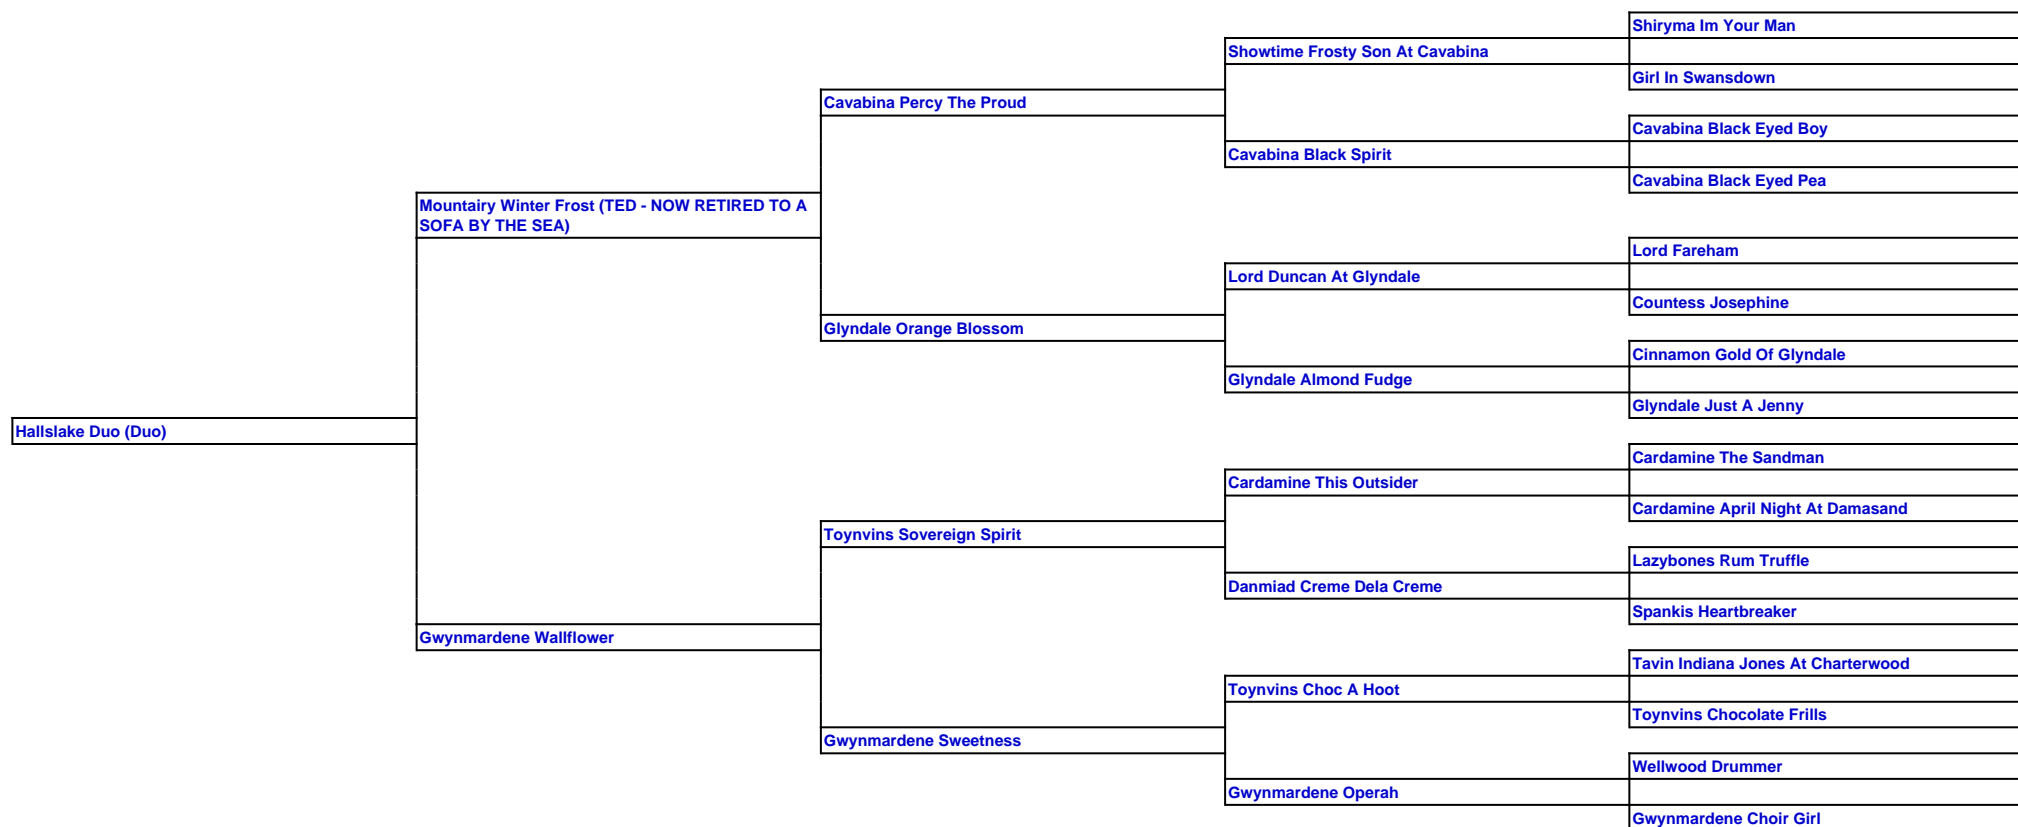 Shiryma Im Your Man
Showtime Frosty Son At Cavabina
Girl In Swansdown
Cavabina Percy The Proud
Cavabina Black Eyed Boy
Cavabina Black Spirit
Cavabina Black Eyed Pea
Mountairy Winter Frost (TED - NOW RETIRED TO A
SOFA BY THE SEA)
Lord Fareham
Lord Duncan At Glyndale
Countess Josephine
Glyndale Orange Blossom
Cinnamon Gold Of Glyndale
Glyndale Almond Fudge
Glyndale Just A Jenny
Hallslake Duo (Duo)
Cardamine The Sandman
Cardamine This Outsider
Cardamine April Night At Damasand
Toynvins Sovereign Spirit
Lazybones Rum Truffle
Danmiad Creme Dela Creme
Spankis Heartbreaker
Gwynmardene Wallflower
Tavin Indiana Jones At Charterwood
Toynvins Choc A Hoot
Toynvins Chocolate Frills
Gwynmardene Sweetness
Wellwood Drummer
Gwynmardene Operah
Gwynmardene Choir Girl